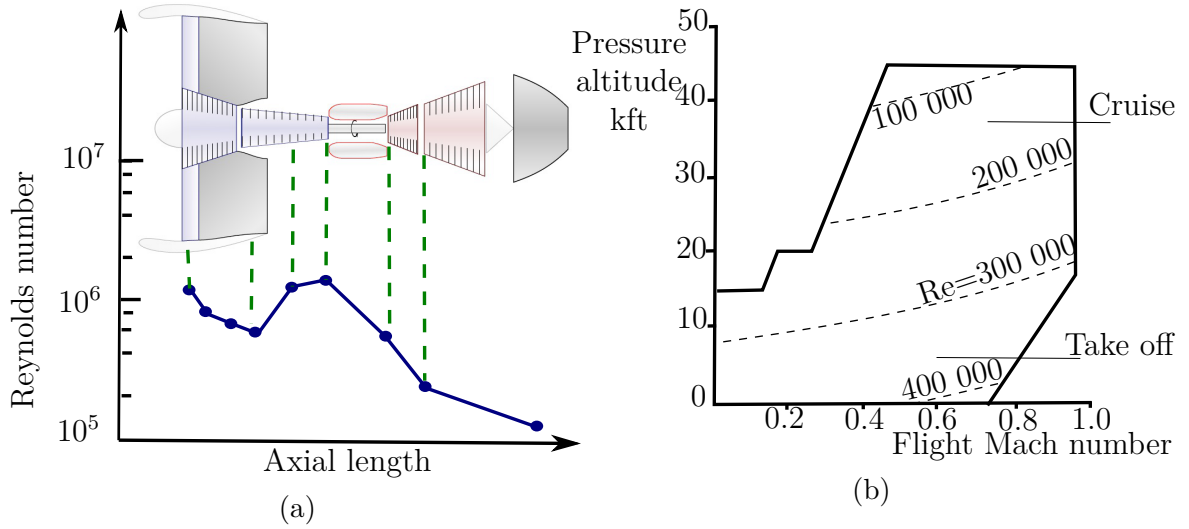 Reynolds number
10^7
10^6
10^5
Axial length
(a)
Pressure
altitude
kft
50
40
30
20
10
0
0.2
0.4
0.6
0.8
1.0
Flight Mach number
100 000
200 000
Re=300 000
400 000
Cruise
Take off
(b)